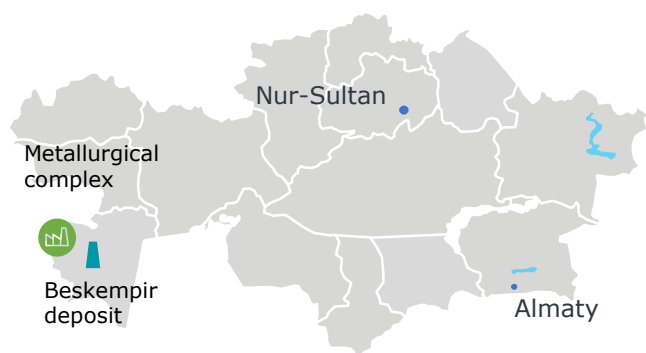 Nur-Sultan
Metallurgical
complex
Beskempir
deposit
Almaty